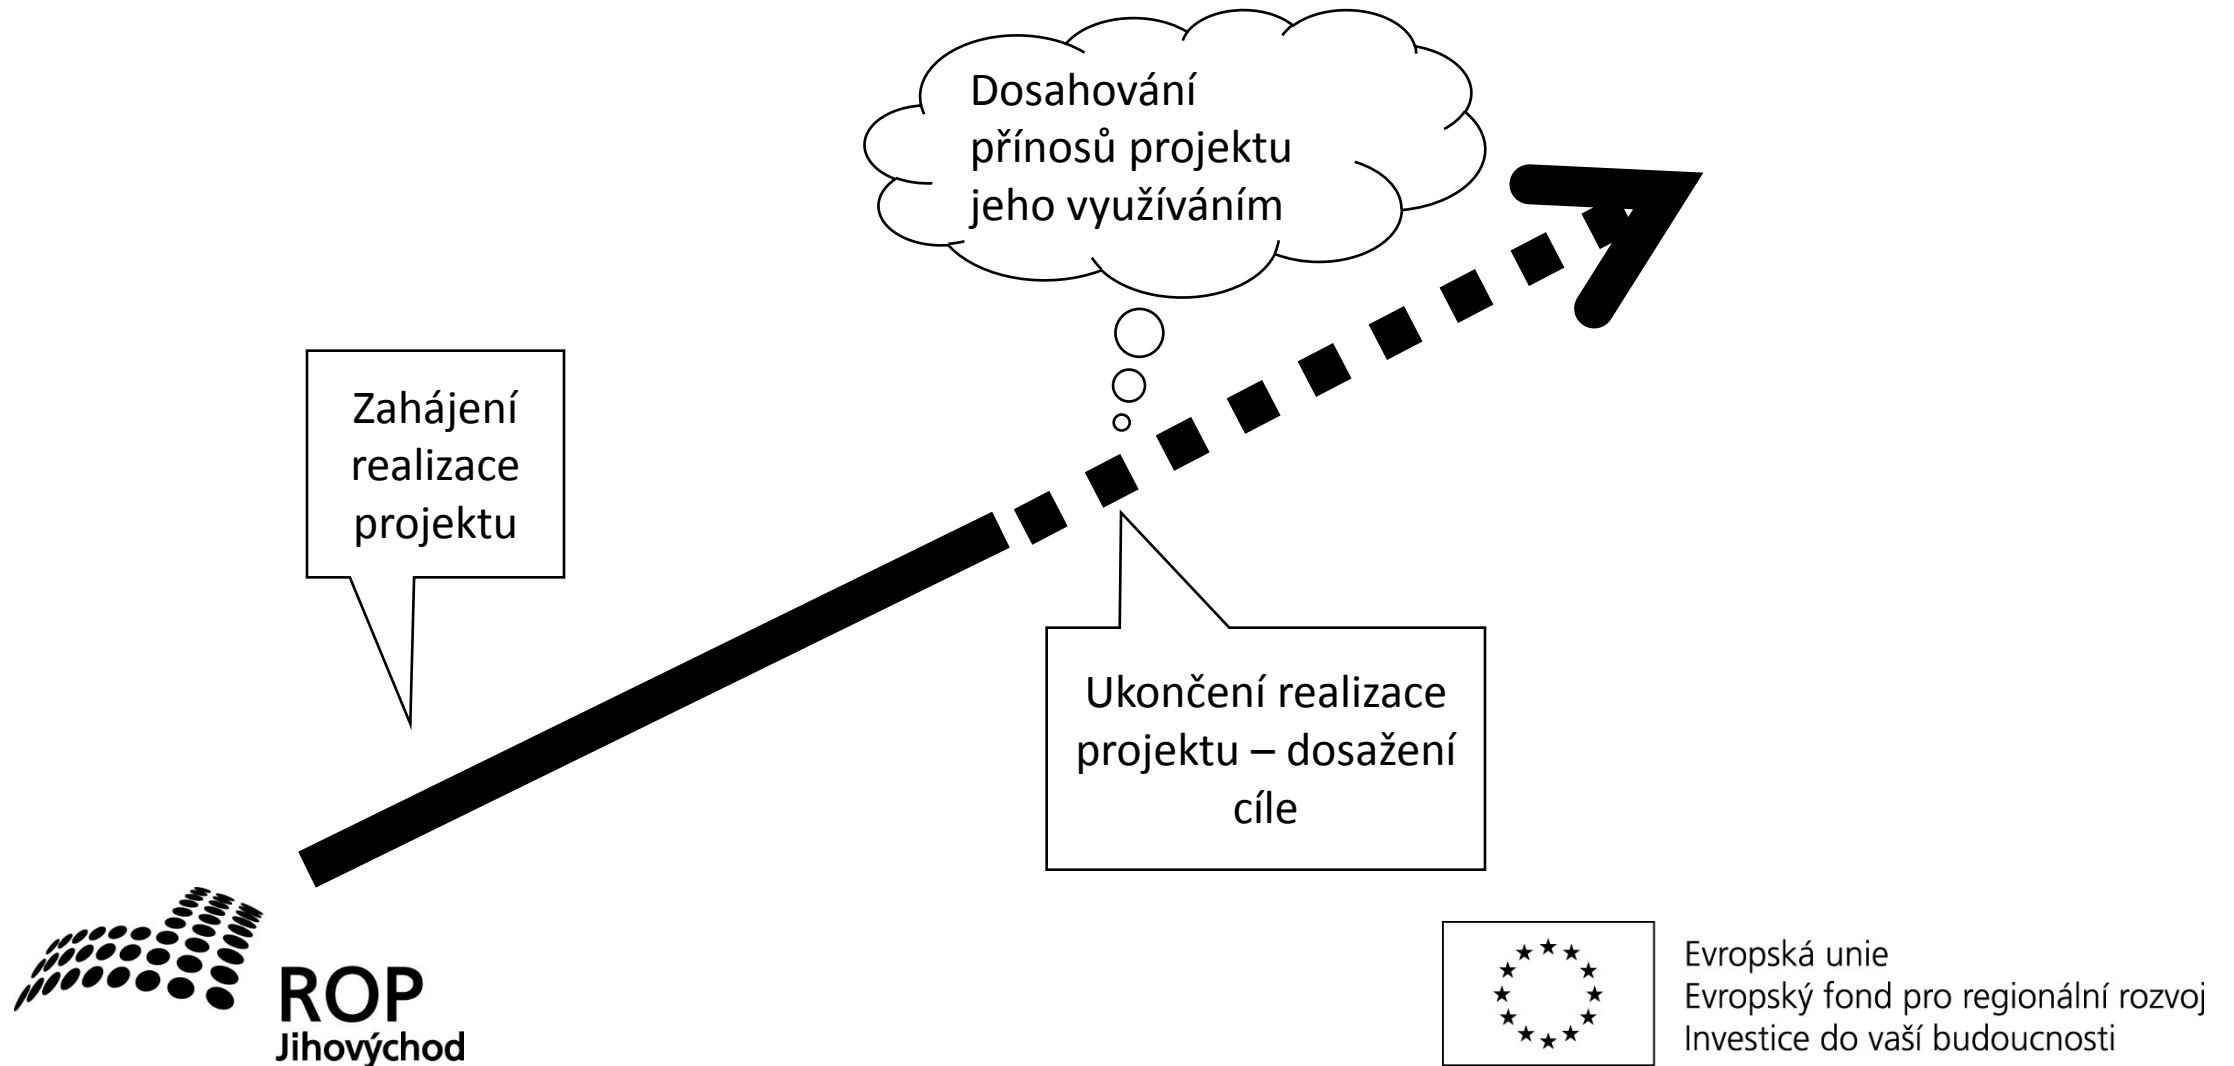 Dosahování
přínosů projektu
jeho využíváním
Zahájení
realizace
projektu
Ukončení realizace
projektu – dosažení
cíle
ROP
Jihovýchod
Evropská unie
Evropský fond pro regionální rozvoj
Investice do vaší budoucnosti